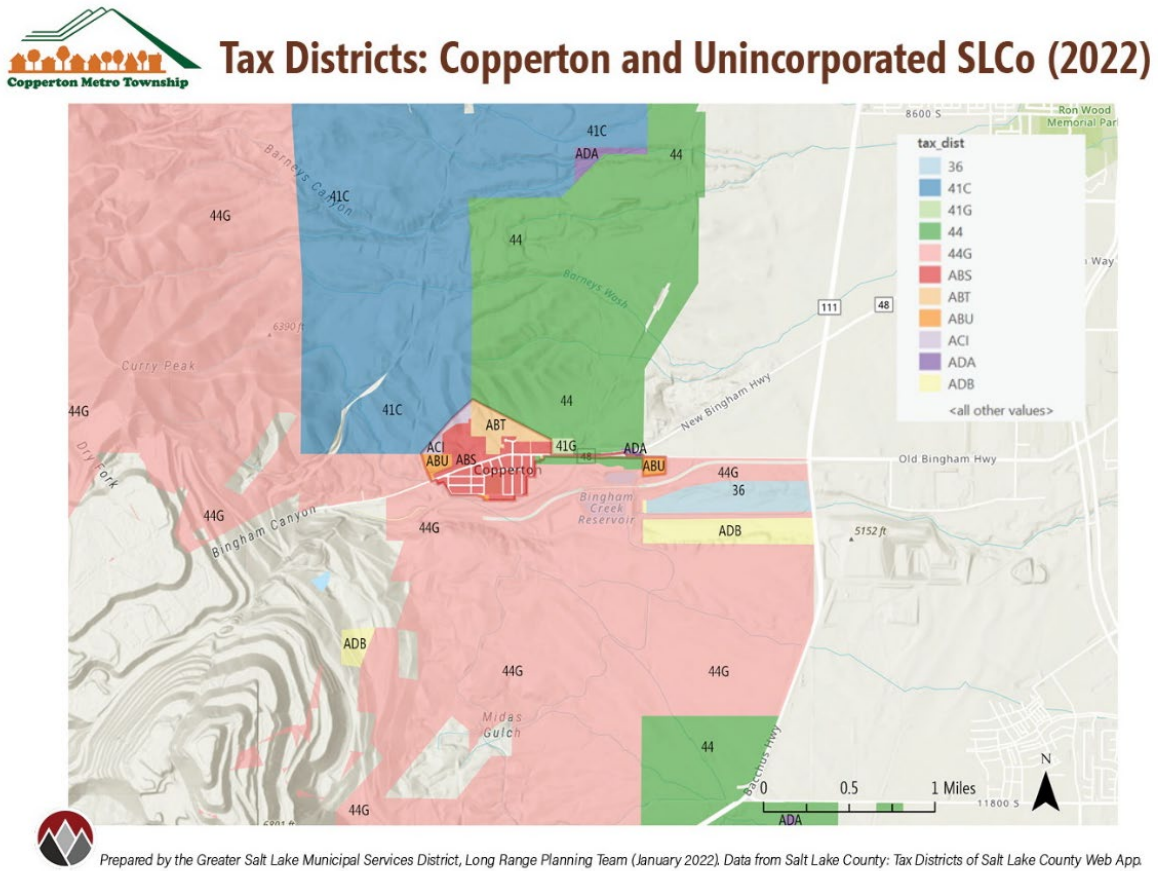 Copperton Metro Township
Tax Districts: Copperton and Unincorporated SLCo (2022)
8600 S
Ron Wood
Memorial Par
tax_dist
36
41C
41G
44
44G
ABS
ABT
ABU
ACI
ADA
ADB
<all other values>
41C
ADA
44
Barneys Canyon
41C
44G
44
n Way
Barneys Wash
111
48
6390 ft
Curry Peak
New Bingham Hwy
44G
41C
44
ABT
ACI
41G
ADA
Dry Fork
ABU
ABS
48
ABU
Old Bingham Hwy
Copperton
44G
36
Bingham
Creek
Reservoir
44G
Bingham Canyon
44G
ADB
5152 ft
ADB
44G
44G
Midas
Gulch
44
Bacchus Hwy
N
0
0.5
1 Miles
11800 S
44G
ADA
6801 ft
Prepared by the Greater Salt Lake Municipal Services District, Long Range Planning Team (January 2022). Data from Salt Lake County: Tax Districts of Salt Lake County Web App.